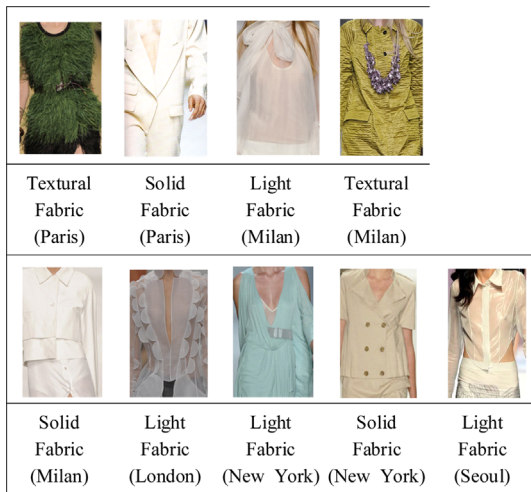 Textural Solid Light Textural
Fabric Fabric Fabric Fabric
(Paris) (Paris) (Milan) (Milan)
Solid Light Light Solid Light
Fabric Fabric Fabric Fabric Fabric
(Milan) (London) (New York) (New York) (Seoul)